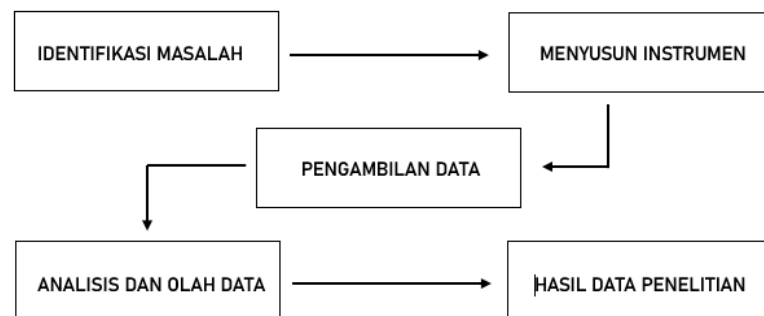 IDENTIFIKASI MASALAH
MENYUSUN INSTRUMEN
PENGAMBILAN DATA
ANALISIS DAN OLAH DATA
HASIL DATA PENELITIAN